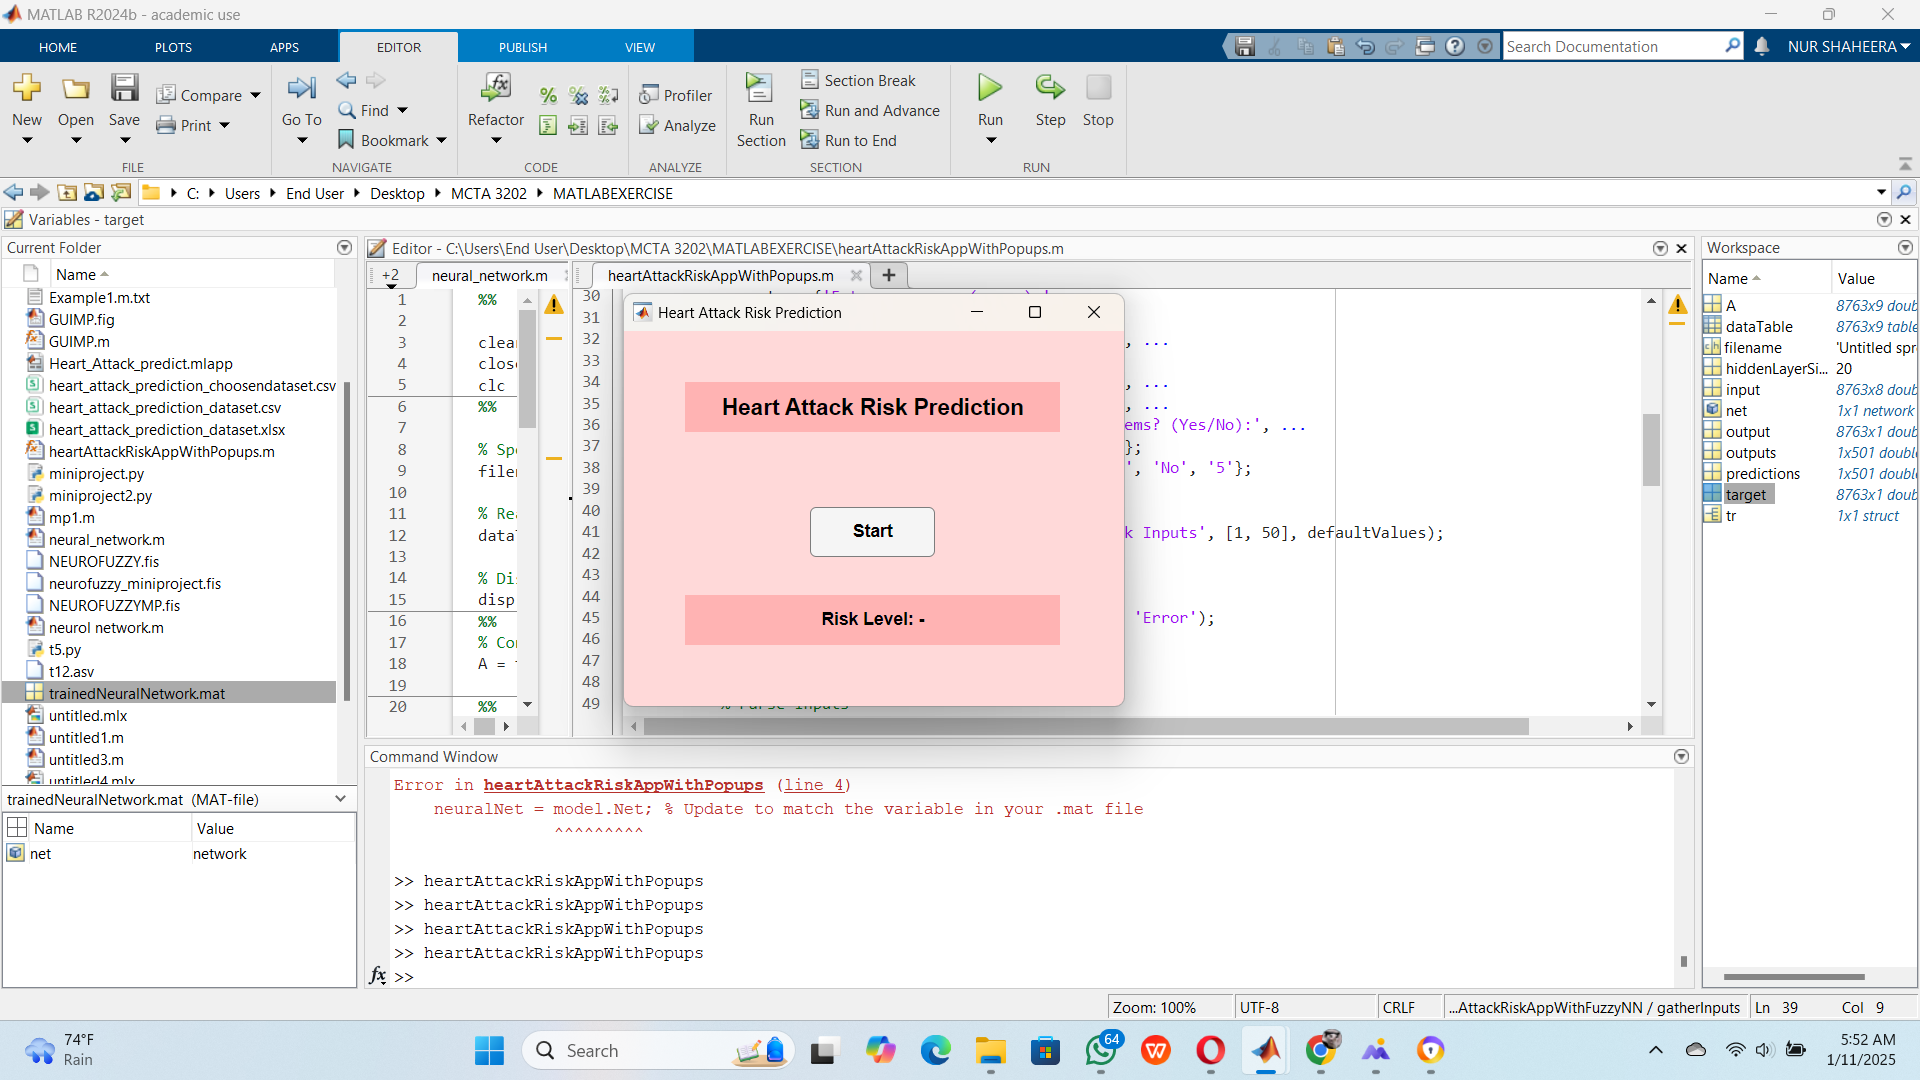 MATLAB R2024b - academic use
HOME PLOTS APPS EDITOR PUBLISH VIEW
Search Documentation
NUR SHAHEERA
New Open Save Compare Print
FILE
Go To Find Bookmark
NAVIGATE
Refactor
CODE
Profiler
Analyze
ANALYZE
Run Section
Section Break
Run and Advance
Run to End
SECTION
Run Step Stop
RUN
C: Users End User Desktop MCTA 3202 MATLABEXERCISE
Variables - target
Current Folder
Name
Example1.m.txt
GUIMP.fig
GUIMP.m
Heart_Attack_predict.mlapp
heart_attack_prediction_choosendataset.csv
heart_attack_prediction_dataset.csv
heart_attack_prediction_dataset.xlsx
heartAttackRiskAppWithPopups.m
miniproject.py
miniproject2.py
mp1.m
neural_network.m
NEUROFUZZY.fis
neurofuzzy_miniproject.fis
NEUROFUZZYMP.fis
neurol network.m
t5.py
t12.asv
trainedNeuralNetwork.mat
untitled.mlx
untitled1.m
untitled3.m
untitled4.mlx
trainedNeuralNetwork.mat (MAT-file)
Name Value
net network
Editor - C:\Users\End User\Desktop\MCTA 3202\MATLABEXERCISE\heartAttackRiskAppWithPopups.m
+2 neural_network.m heartAttackRiskAppWithPopups.m
1 %%
2
3 clea
4 clos
5 clc
6 %%
7
8 % Sp
9 file
10
11 % Re
12 data
13
14 % Di
15 disp
16 %%
17 % Co
18 A =
19
20 %%
30
31
32 , ...
33
34 , ...
35 , ...
36 ems? (Yes/No):', ...
37 };
38 ', 'No', '5'};
39
40
41 k Inputs', [1, 50], defaultValues);
42
43
44
45 'Error');
46
47
48
49 % Parse inputs
Heart Attack Risk Prediction
Heart Attack Risk Prediction
Start
Risk Level: -
Command Window
Error in heartAttackRiskAppWithPopups (line 4)
neuralNet = model.Net; % Update to match the variable in your .mat file
^^^^^^^^^
>> heartAttackRiskAppWithPopups
>> heartAttackRiskAppWithPopups
>> heartAttackRiskAppWithPopups
>> heartAttackRiskAppWithPopups
fx >>
Workspace
Name Value
A 8763x9 doubl
dataTable 8763x9 table
filename 'Untitled spr
hiddenLayerSi... 20
input 8763x8 doubl
net 1x1 network
output 8763x1 doubl
outputs 1x501 double
predictions 1x501 double
target 8763x1 doubl
tr 1x1 struct
Zoom: 100% UTF-8 CRLF ...AttackRiskAppWithFuzzyNN / gatherInputs Ln 39 Col 9
74°F
Rain
Search
64
5:52 AM
1/11/2025